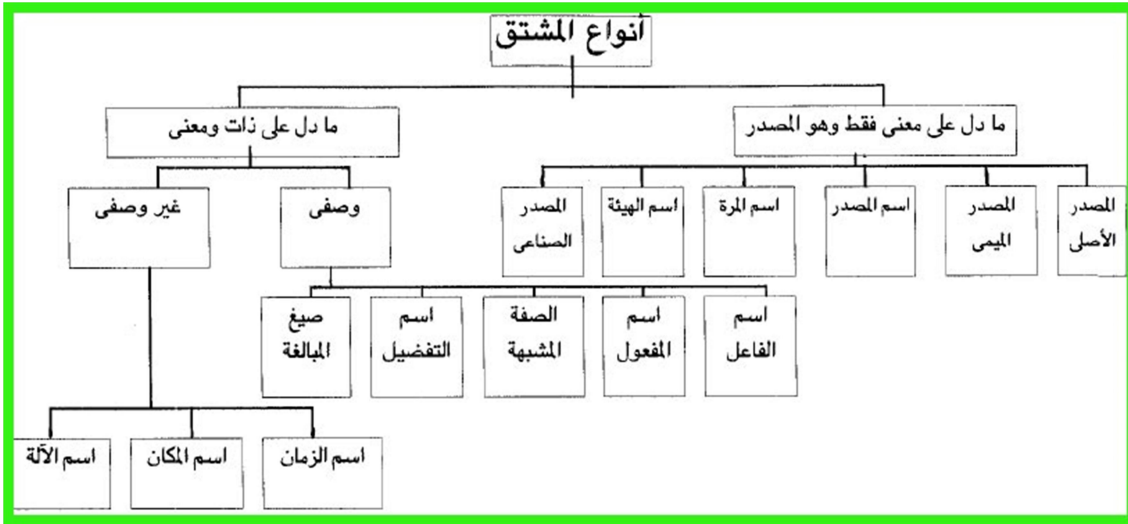 أنواع المشتق
ما دل على معنى فقط وهو المصدر
ما دل على ذات ومعنى
المصدر
الأصلى
المصدر
الميمى
اسم المصدر
اسم المرة
اسم الهيئة
المصدر
الصناعى
وصفى
غير وصفى
اسم
الفاعل
اسم
المفعول
الصفة
المشبهة
اسم
التفضيل
صيغ
المبالغة
اسم الزمان
اسم المكان
اسم الآلة